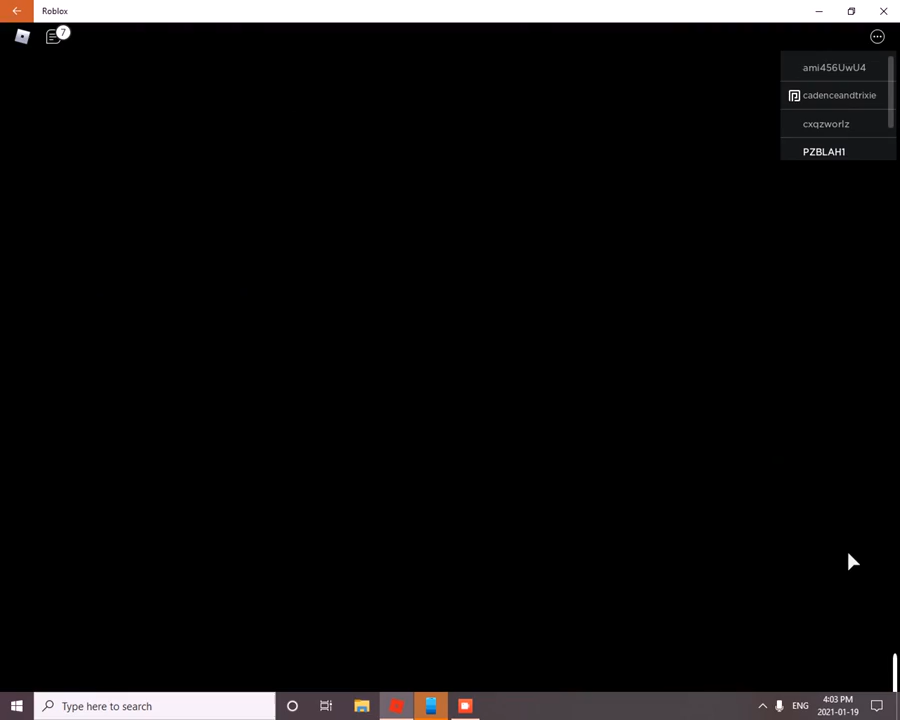 Roblox
7
ami456UwU4
cadenceandtrixie
cxqzworlz
PZBLAH1
Type here to search
ENG
4:03 PM
2021-01-19